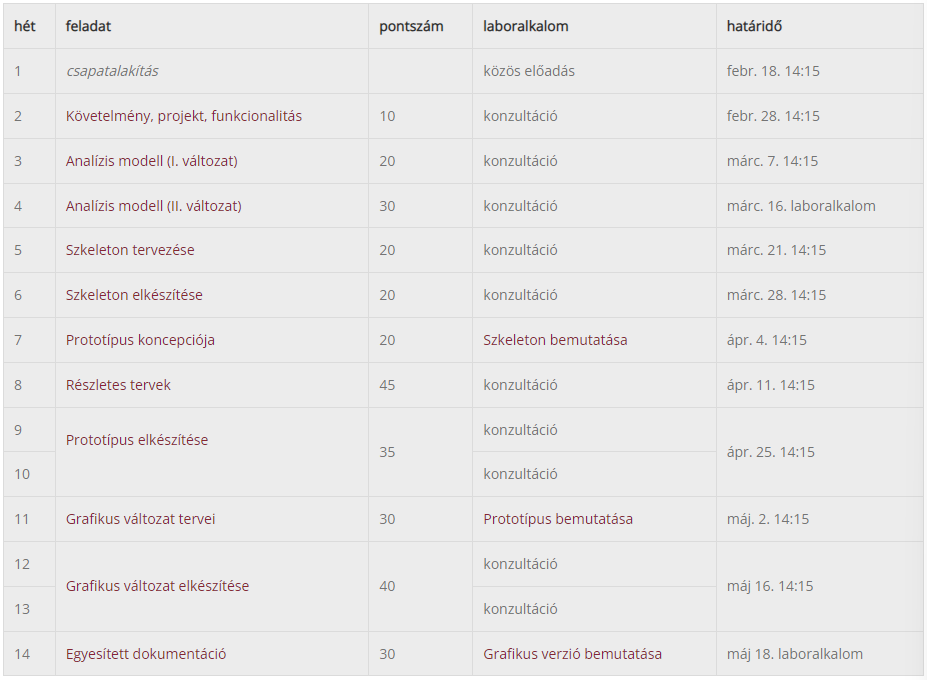 hét feladat pontszám laboralkalom határidő
1 csapatalakítás közös előadás febr. 18. 14:15
2 Követelmény, projekt, funkcionalitás 10 konzultáció febr. 28. 14:15
3 Analízis modell (I. változat) 20 konzultáció márc. 7. 14:15
4 Analízis modell (II. változat) 30 konzultáció márc. 16. laboralkalom
5 Szkeleton tervezése 20 konzultáció márc. 21. 14:15
6 Szkeleton elkészítése 20 konzultáció márc. 28. 14:15
7 Prototípus koncepciója 20 Szkeleton bemutatása ápr. 4. 14:15
8 Részletes tervek 45 konzultáció ápr. 11. 14:15
9 Prototípus elkészítése 35 konzultáció ápr. 25. 14:15
10 konzultáció
11 Grafikus változat tervei 30 Prototípus bemutatása máj. 2. 14:15
12 Grafikus változat elkészítése 40 konzultáció máj 16. 14:15
13 konzultáció
14 Egyesített dokumentáció 30 Grafikus verzió bemutatása máj 18. laboralkalom